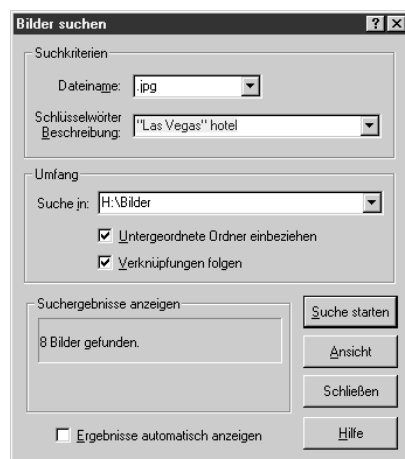 Bilder suchen
Suchkriterien
Dateiname: .jpg
Schlüsselwörter
Beschreibung: "Las Vegas" hotel
Umfang
Suche in: H:\Bilder
Untergeordnete Ordner einbeziehen
Verknüpfungen folgen
Suchergebnisse anzeigen
8 Bilder gefunden.
Suche starten
Ansicht
Schließen
Ergebnisse automatisch anzeigen
Hilfe